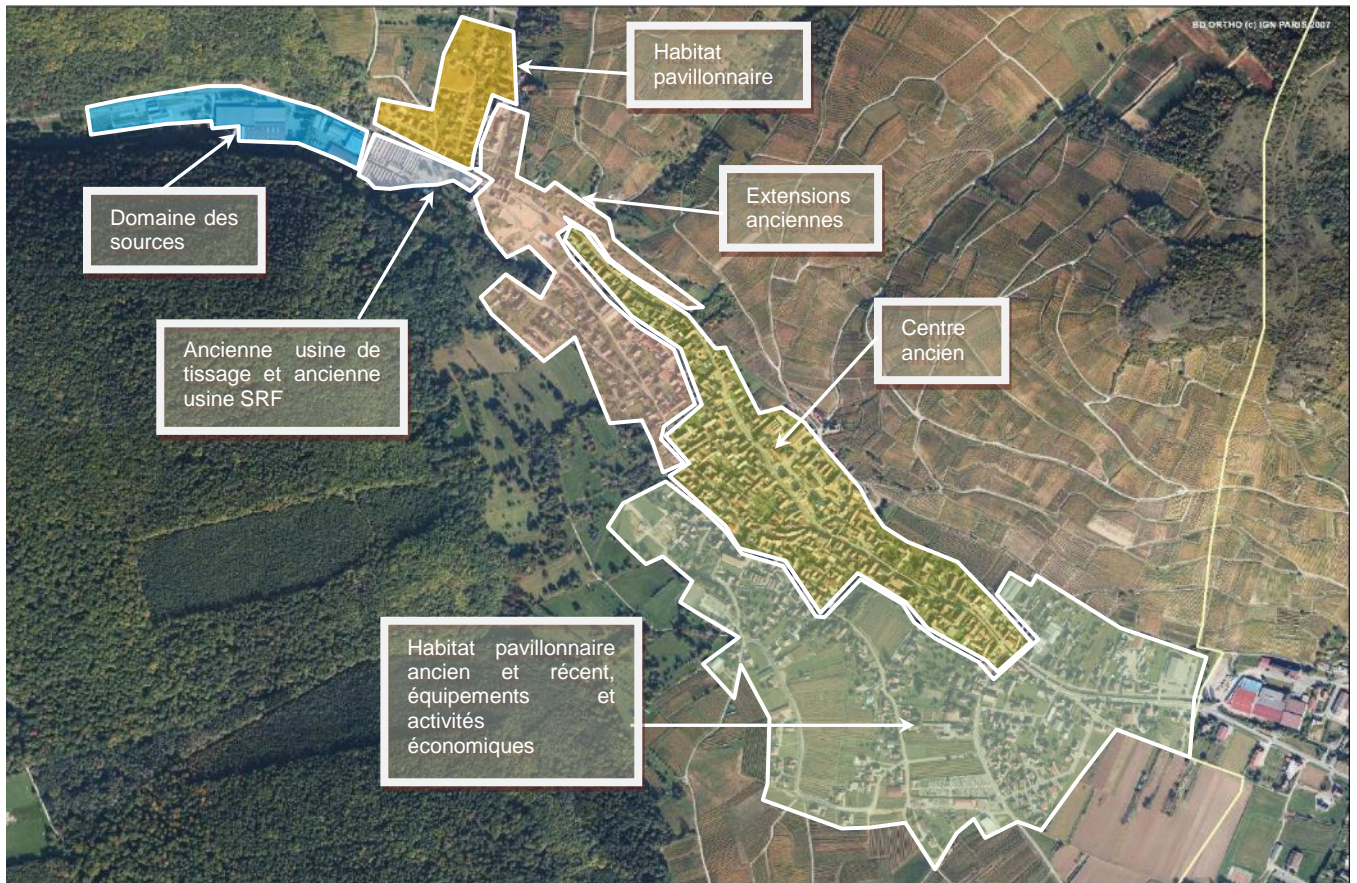 BD ORTHO (c) IGN PARIS 2007
Habitat
pavillonnaire
Extensions
anciennes
Domaine des
sources
Centre
ancien
Ancienne usine de
tissage et ancienne
usine SRF
Habitat pavillonnaire
ancien et récent,
équipements et
activités
économiques